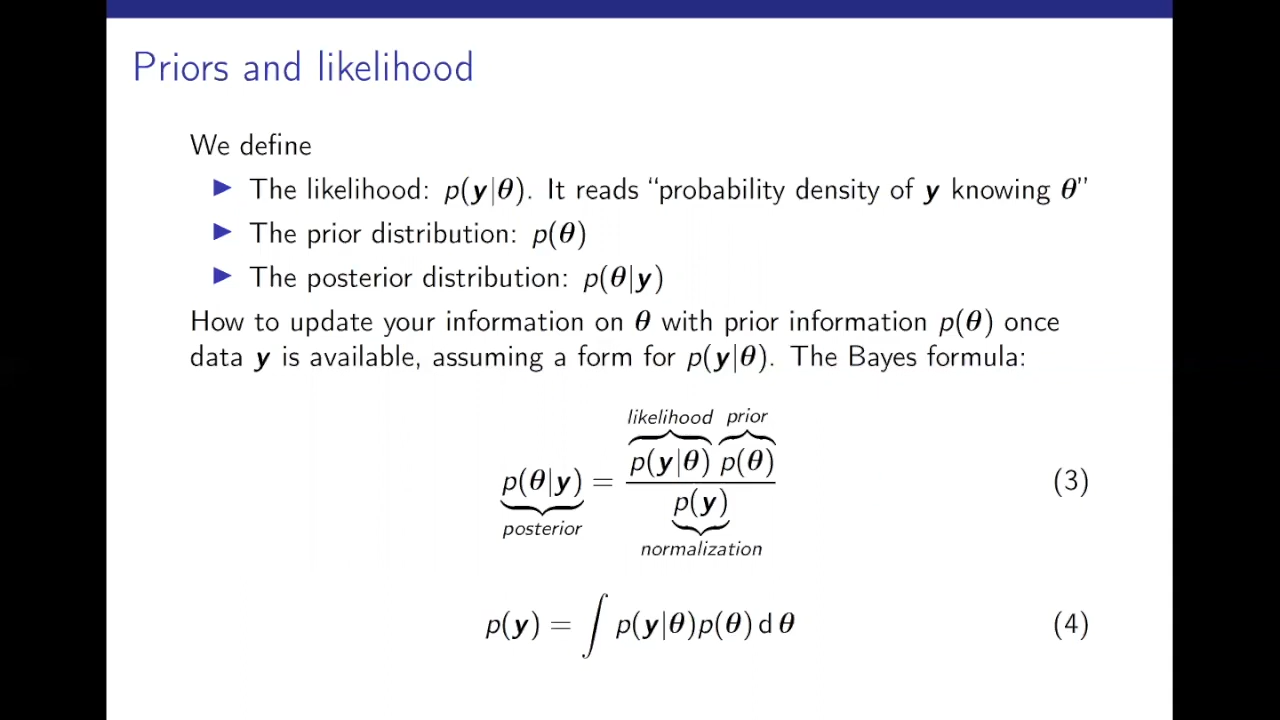 Priors and likelihood
We define
▶ The likelihood: p(y|θ). It reads “probability density of y knowing θ”
▶ The prior distribution: p(θ)
▶ The posterior distribution: p(θ|y)
How to update your information on θ with prior information p(θ) once
data y is available, assuming a form for p(y|θ). The Bayes formula:
likelihood prior
p(θ|y) = p(y|θ) p(θ) / p(y) (3)
posterior
normalization
p(y) = ∫ p(y|θ)p(θ) d θ (4)